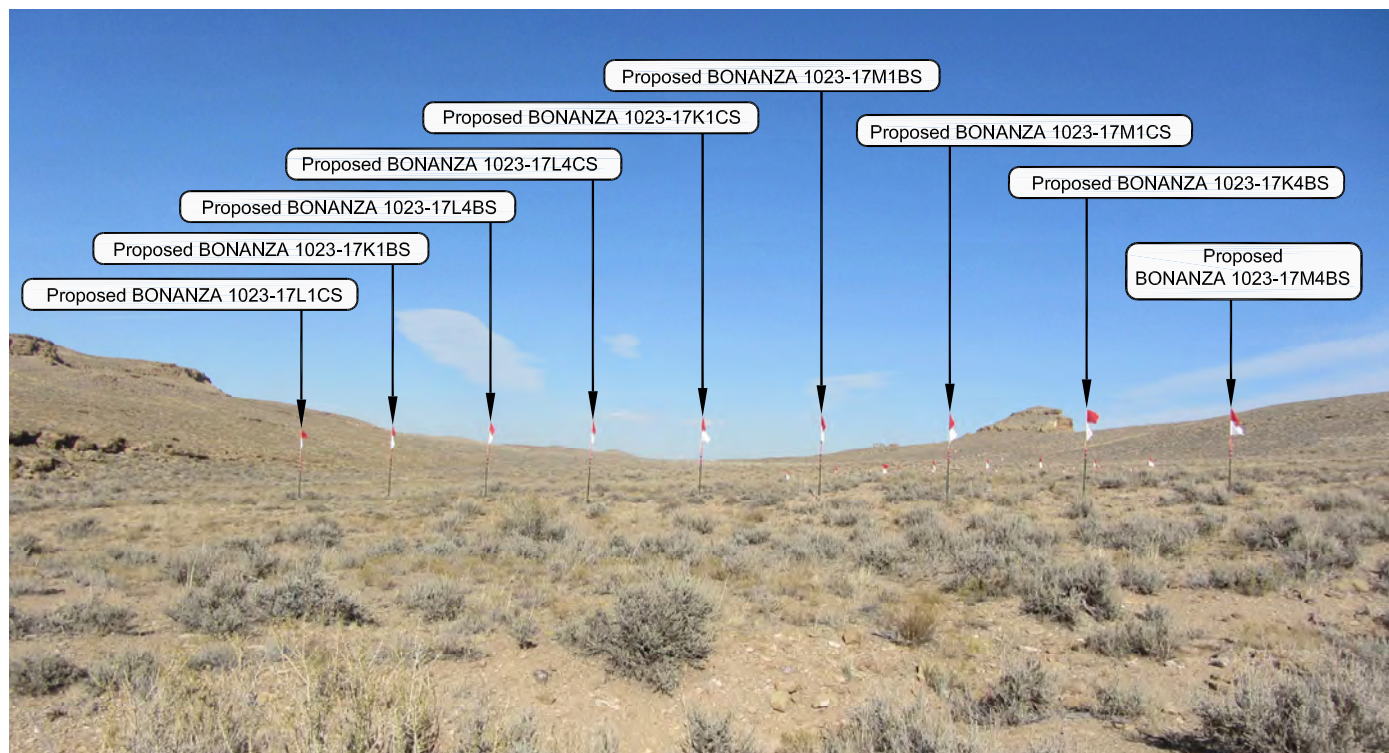 Proposed BONANZA 1023-17M1BS
Proposed BONANZA 1023-17K1CS
Proposed BONANZA 1023-17M1CS
Proposed BONANZA 1023-17L4CS
Proposed BONANZA 1023-17K4BS
Proposed BONANZA 1023-17L4BS
Proposed BONANZA 1023-17K1BS
Proposed
BONANZA 1023-17M4BS
Proposed BONANZA 1023-17L1CS